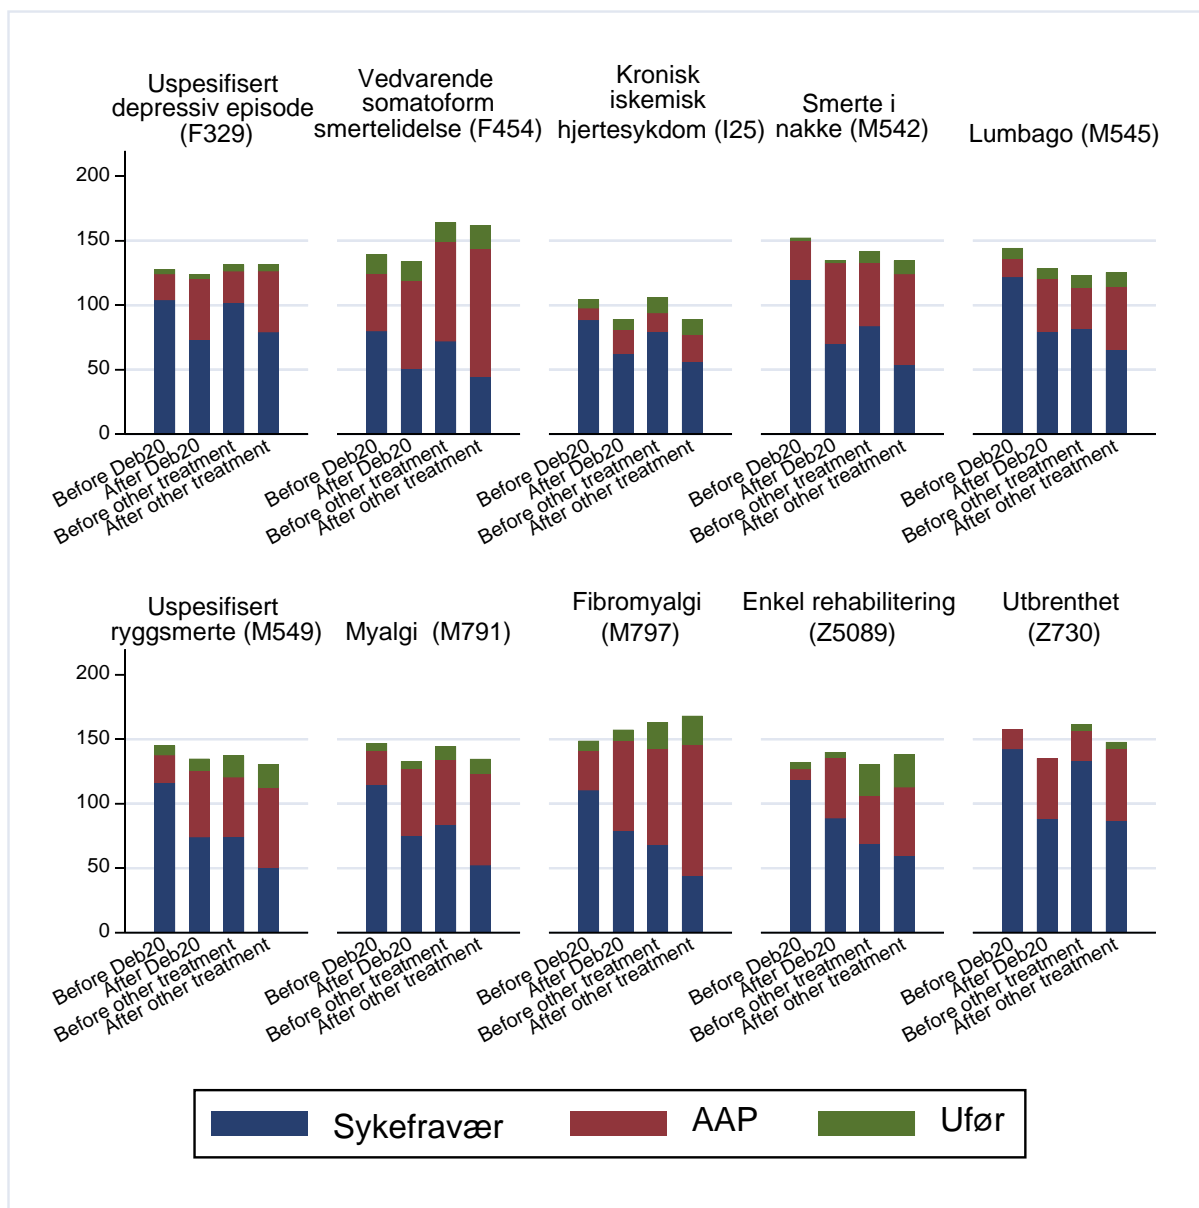 Uspesifisert
depressiv episode
(F329)
Vedvarende
somatoform
smertelidelse (F454)
Kronisk
iskemisk
hjertesykdom (I25)
Smerte i
nakke (M542)
Lumbago (M545)
200
150
100
50
0
Before Deb20
After Deb20
Before other treatment
After other treatment
Before Deb20
After Deb20
Before other treatment
After other treatment
Before Deb20
After Deb20
Before other treatment
After other treatment
Before Deb20
After Deb20
Before other treatment
After other treatment
Before Deb20
After Deb20
Before other treatment
After other treatment
Uspesifisert
ryggsmerte (M549)
Myalgi  (M791)
Fibromyalgi
(M797)
Enkel rehabilitering
(Z5089)
Utbrenthet
(Z730)
200
150
100
50
0
Before Deb20
After Deb20
Before other treatment
After other treatment
Before Deb20
After Deb20
Before other treatment
After other treatment
Before Deb20
After Deb20
Before other treatment
After other treatment
Before Deb20
After Deb20
Before other treatment
After other treatment
Before Deb20
After Deb20
Before other treatment
After other treatment
Sykefravær
AAP
Ufør